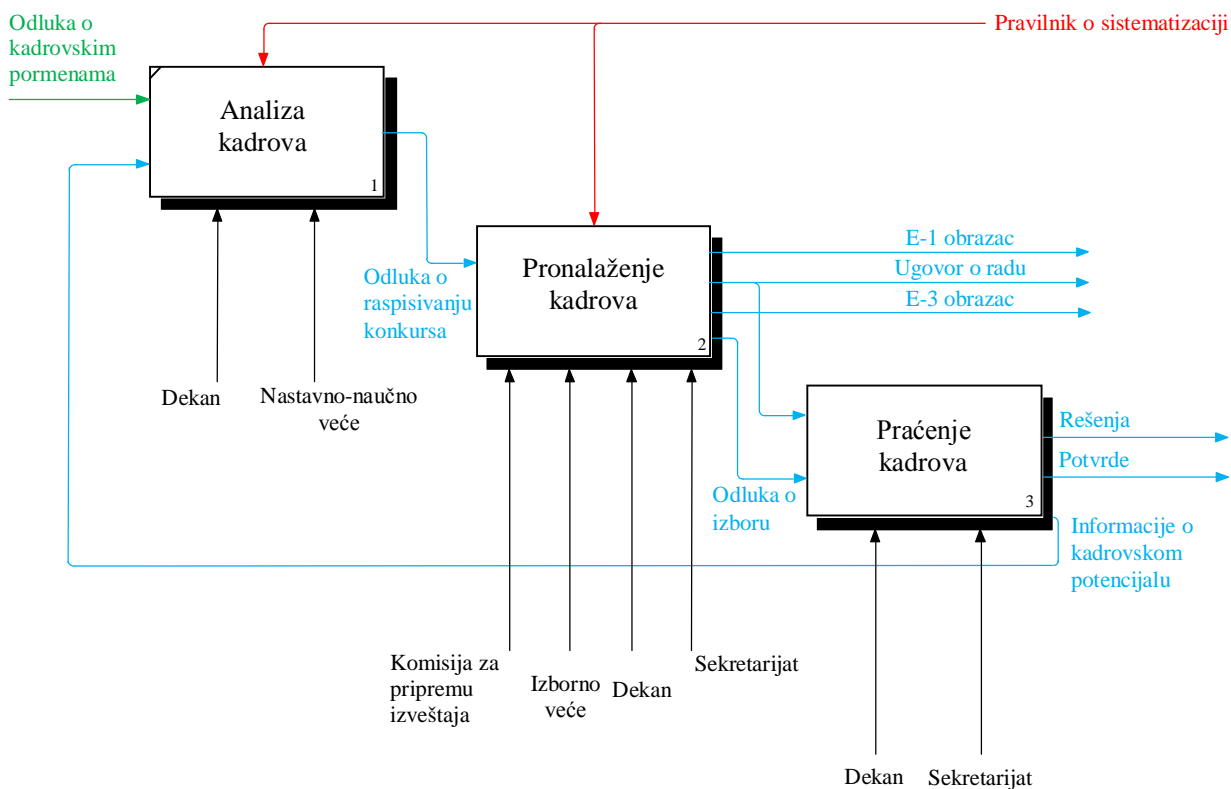 Odluka o
kadrovskim
pormenama
Pravilnik o sistematizaciji
Analiza
kadrova
1
Odluka o
raspisivanju
konkursa
Dekan
Nastavno-naučno
veće
Pronalaženje
kadrova
2
E-1 obrazac
Ugovor o radu
E-3 obrazac
Praćenje
kadrova
3
Rešenja
Potvrde
Odluka o
izboru
Informacije o
kadrovskom
potencijalu
Komisija za
pripremu
izveštaja
Izborno
veće
Dekan
Sekretarijat
Dekan
Sekretarijat